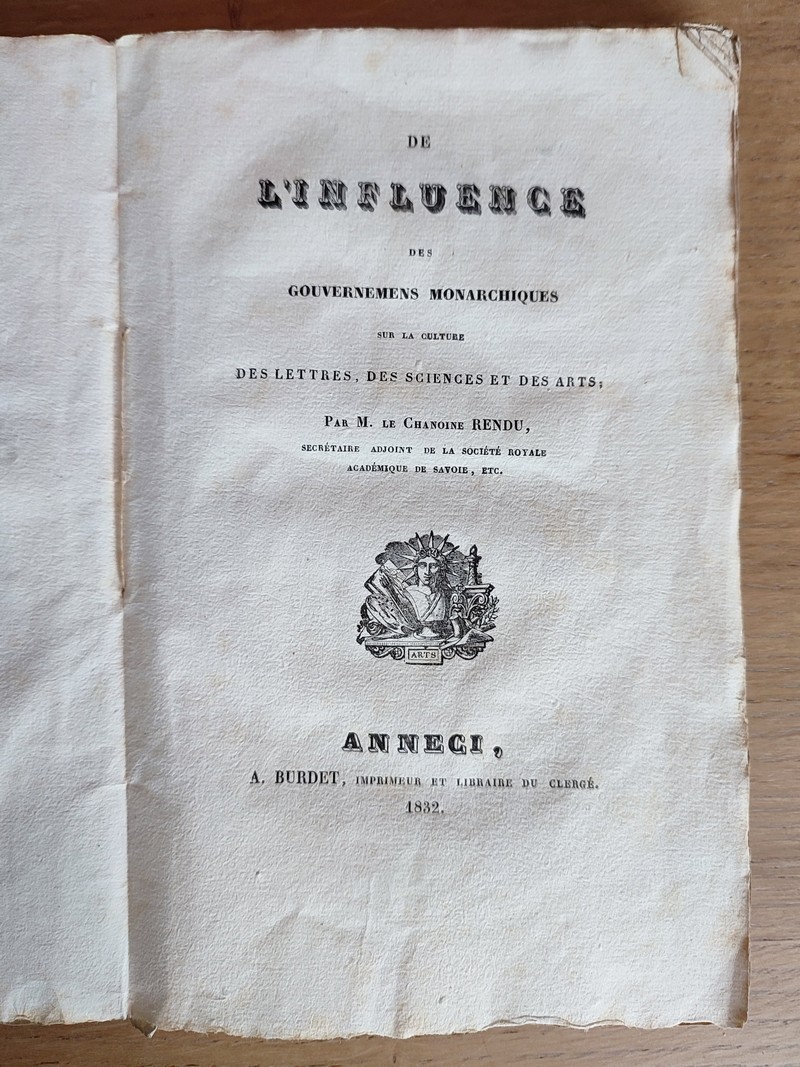 DE
L'INFLUENCE
DES
GOUVERNEMENS MONARCHIQUES
SUR LA CULTURE
DES LETTRES, DES SCIENCES ET DES ARTS;
PAR M. LE CHANOINE RENDU,
SECRÉTAIRE ADJOINT DE LA SOCIÉTÉ ROYALE
ACADÉMIQUE DE SAVOIE, ETC.
ARTS
ANNECI,
A. BURDET, IMPRIMEUR ET LIBRAIRE DU CLERGÉ.
1832.